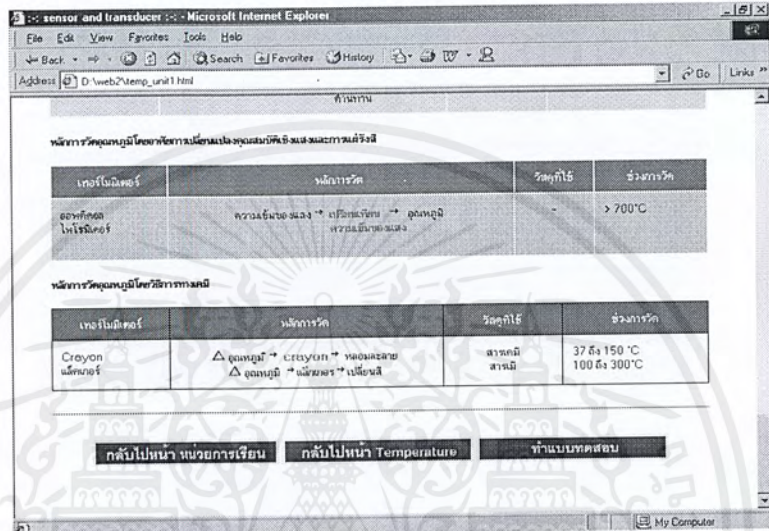 :-: sensor and transducer :-: - Microsoft Internet Explorer
File Edit View Favorites Tools Help
Back Search Favorites History
Address D:\web2\temp_unit1.html Go Links »
ต้านทาน
หลักการวัดอุณหภูมิโดยอาศัยการเปลี่ยนแปลงคุณสมบัติเชิงแสงและการแผ่รังสี
เทอร์โมมิเตอร์ หลักการวัด วัสดุที่ใช้ ช่วงการวัด
ออพทิคอล ความเข้มของแสง → เปรียบเทียบ → อุณหภูมิ - > 700°C
ไพโรมิเตอร์ ความเข้มของแสง
หลักการวัดอุณหภูมิโดยวิธีการทางเคมี
เทอร์โมมิเตอร์ หลักการวัด วัสดุที่ใช้ ช่วงการวัด
Crayon △ อุณหภูมิ → crayon → หลอมละลาย สารเคมี 37 ถึง 150 °C
แล็คเกอร์ △ อุณหภูมิ → แล็กเกอร → เปลี่ยนสี สารมี 100 ถึง 300°C
กลับไปหน้า หน่วยการเรียน กลับไปหน้า Temperature ทำแบบทดสอบ
My Computer